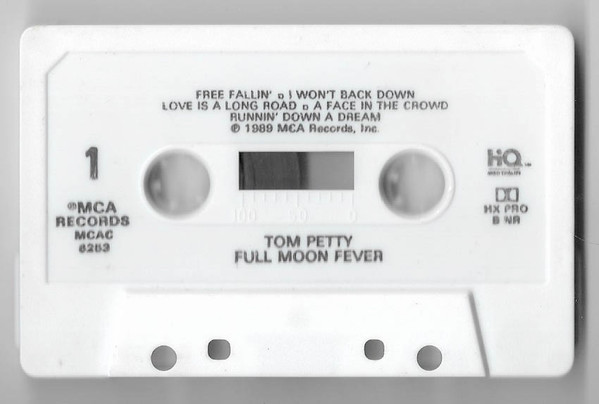 FREE FALLIN' ¤ I WON'T BACK DOWN
LOVE IS A LONG ROAD ¤ A FACE IN THE CROWD
RUNNIN' DOWN A DREAM
℗ 1989 MCA Records, Inc.
1
HQ
®MCA
RECORDS
MCAC
6253
HX PRO
B NR
100 50 0
TOM PETTY
FULL MOON FEVER